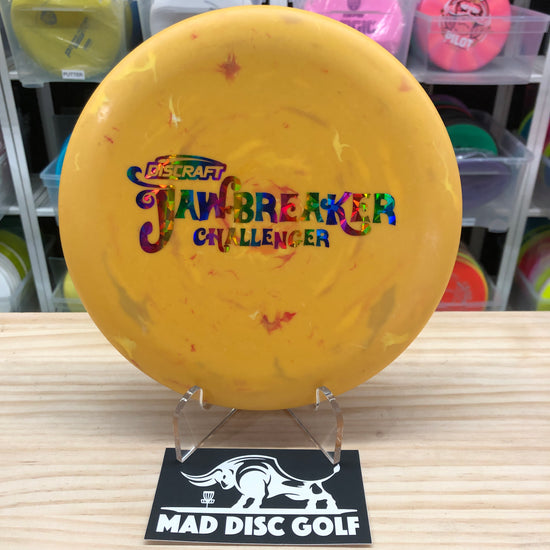 PUTTER
PILOT
DISCRAFT
JAWBREAKER
CHALLENGER
MAD DISC GOLF